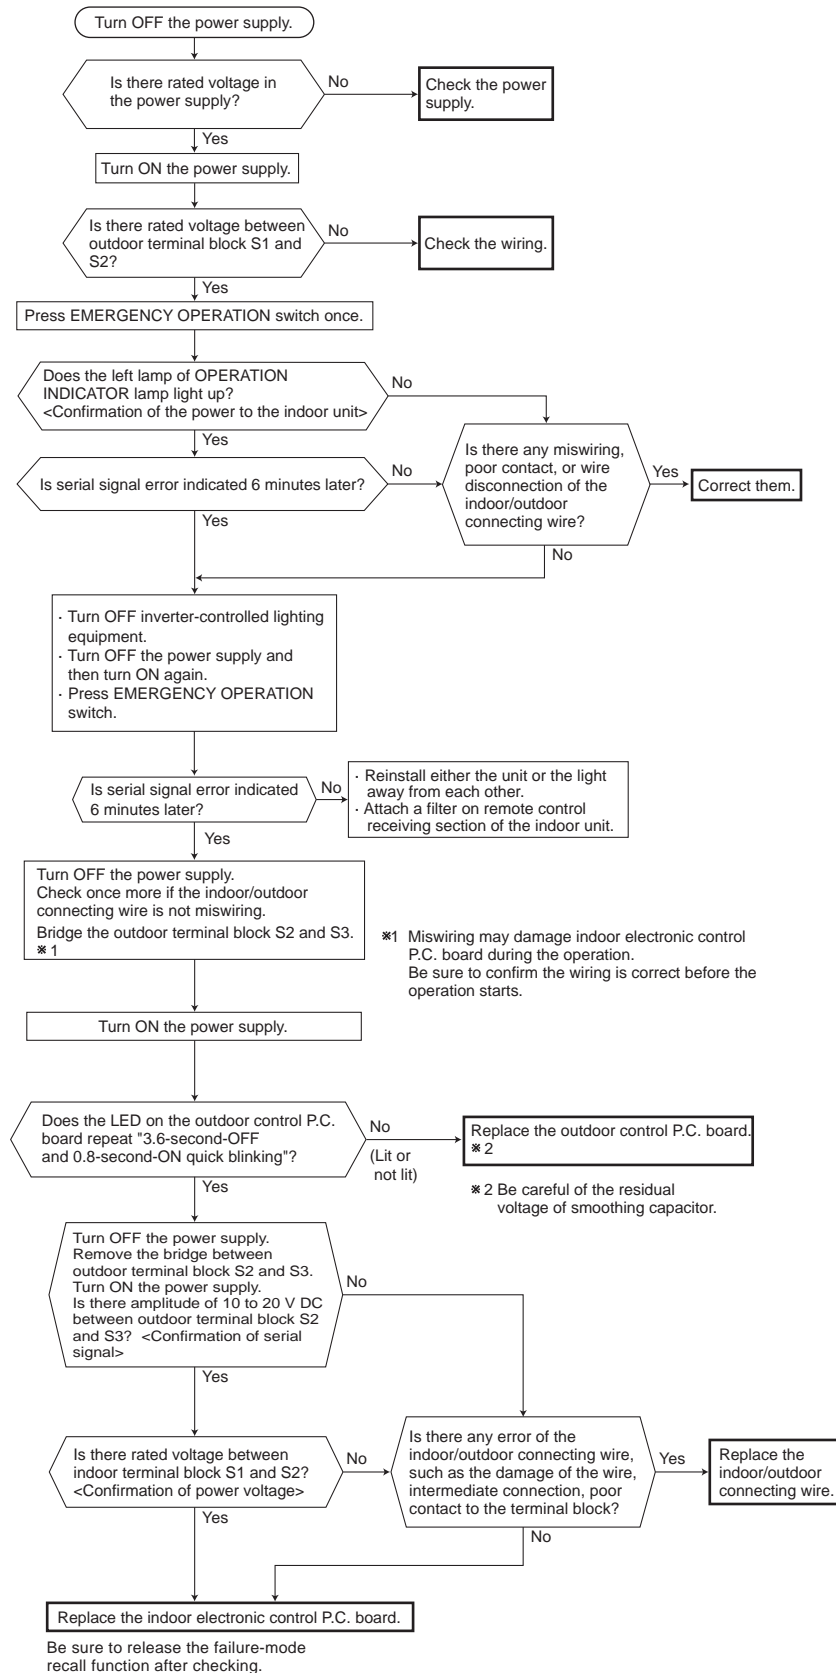 Turn OFF the power supply.
Is there rated voltage in
the power supply?
No
Check the power
supply.
Yes
Turn ON the power supply.
Is there rated voltage between
outdoor terminal block S1 and
S2?
No
Check the wiring.
Yes
Press EMERGENCY OPERATION switch once.
Does the left lamp of OPERATION
INDICATOR lamp light up?
<Confirmation of the power to the indoor unit>
No
Yes
Is serial signal error indicated 6 minutes later?
No
Is there any miswiring,
poor contact, or wire
disconnection of the
indoor/outdoor
connecting wire?
Yes
Correct them.
Yes
No
· Turn OFF inverter-controlled lighting
equipment.
· Turn OFF the power supply and
then turn ON again.
· Press EMERGENCY OPERATION
switch.
Is serial signal error indicated
6 minutes later?
No
· Reinstall either the unit or the light
away from each other.
· Attach a filter on remote control
receiving section of the indoor unit.
Yes
Turn OFF the power supply.
Check once more if the indoor/outdoor
connecting wire is not miswiring.
Bridge the outdoor terminal block S2 and S3.
※1
※1 Miswiring may damage indoor electronic control
P.C. board during the operation.
Be sure to confirm the wiring is correct before the
operation starts.
Turn ON the power supply.
Does the LED on the outdoor control P.C.
board repeat "3.6-second-OFF
and 0.8-second-ON quick blinking"?
No
(Lit or
not lit)
Replace the outdoor control P.C. board.
※2
※2 Be careful of the residual
voltage of smoothing capacitor.
Yes
Turn OFF the power supply.
Remove the bridge between
outdoor terminal block S2 and S3.
Turn ON the power supply.
Is there amplitude of 10 to 20 V DC
between outdoor terminal block S2
and S3? <Confirmation of serial
signal>
No
Yes
Is there rated voltage between
indoor terminal block S1 and S2?
<Confirmation of power voltage>
No
Is there any error of the
indoor/outdoor connecting wire,
such as the damage of the wire,
intermediate connection, poor
contact to the terminal block?
Yes
Replace the
indoor/outdoor
connecting wire.
Yes
No
Replace the indoor electronic control P.C. board.
Be sure to release the failure-mode
recall function after checking.